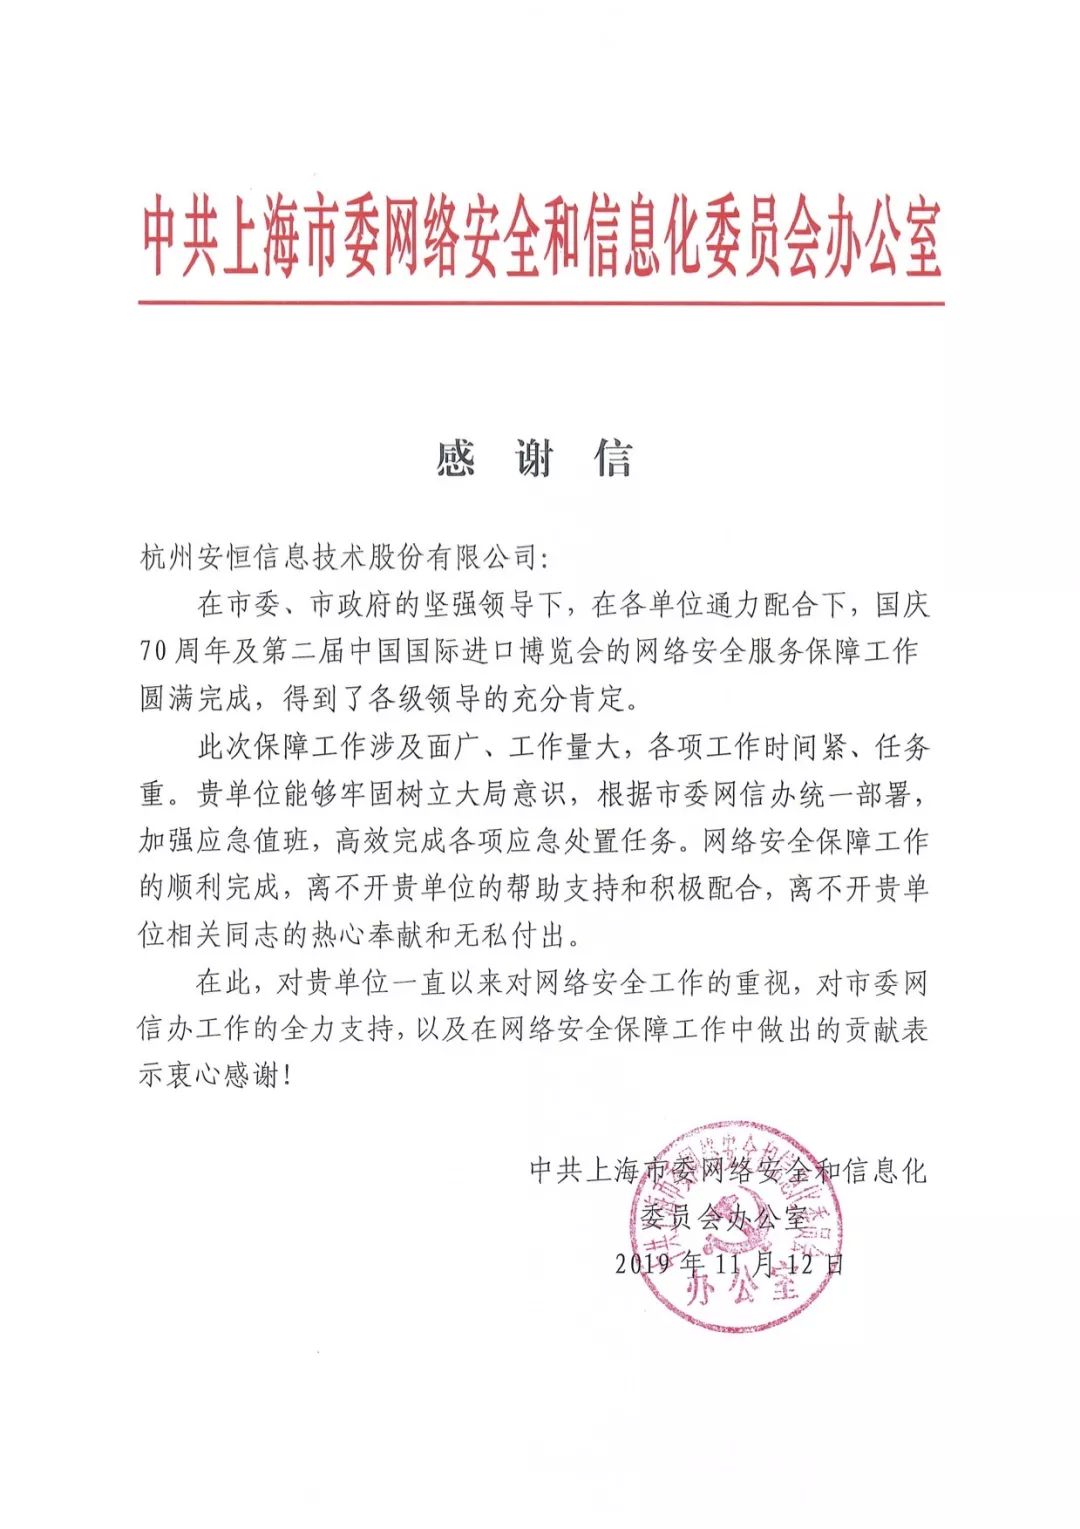 中共上海市委网络安全和信息化委员会办公室
感 谢 信
杭州安恒信息技术股份有限公司：
在市委、市政府的坚强领导下，在各单位通力配合下，国庆
70周年及第二届中国国际进口博览会的网络安全服务保障工作
圆满完成，得到了各级领导的充分肯定。
此次保障工作涉及面广、工作量大，各项工作时间紧、任务
重。贵单位能够牢固树立大局意识，根据市委网信办统一部署，
加强应急值班，高效完成各项应急处置任务。网络安全保障工作
的顺利完成，离不开贵单位的帮助支持和积极配合，离不开贵单
位相关同志的热心奉献和无私付出。
在此，对贵单位一直以来对网络安全工作的重视，对市委网
信办工作的全力支持，以及在网络安全保障工作中做出的贡献表
示衷心感谢！
中共上海市委网络安全和信息化
委员会办公室
2019年11月12日
中共上海市委网络安全和信息化委员会
办公室